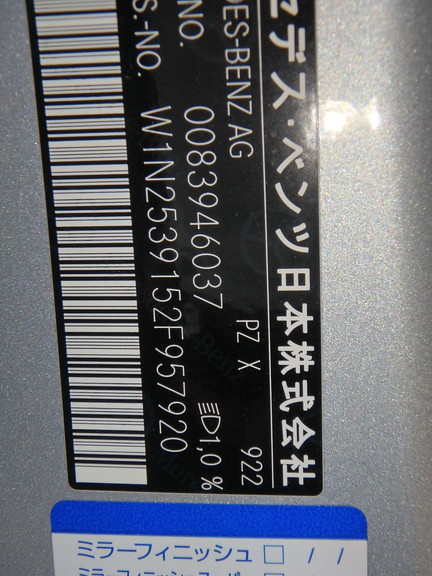 セデス・ベンツ日本株式会社
DES-BENZ AG PZ X 922
NO. 0083946037 1,0 %
S.-NO. W1N2539152F957920
ミラーフィニッシュ □ / /